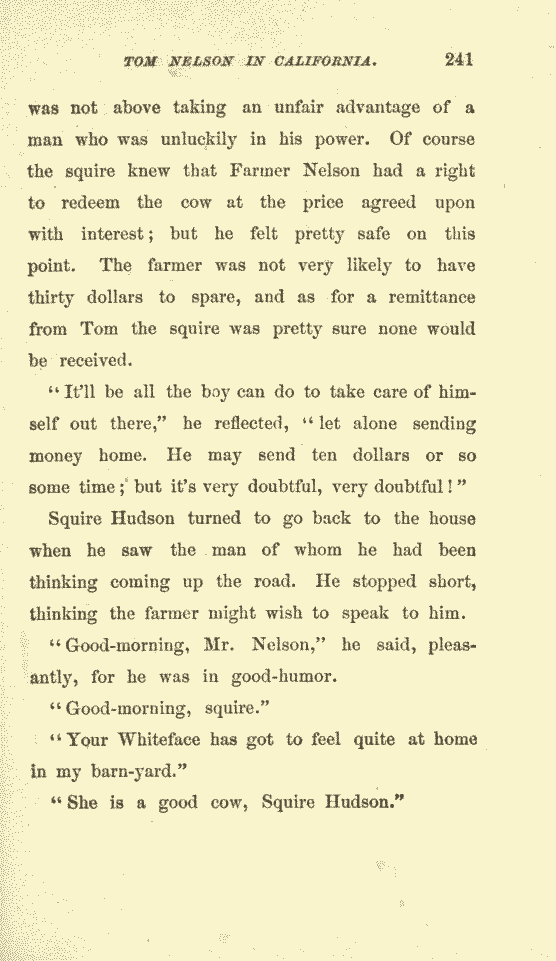 TOM NELSON IN CALIFORNIA. 241
was not above taking an unfair advantage of a
man who was unluckily in his power. Of course
the squire knew that Farmer Nelson had a right
to redeem the cow at the price agreed upon
with interest; but he felt pretty safe on this
point. The farmer was not very likely to have
thirty dollars to spare, and as for a remittance
from Tom the squire was pretty sure none would
be received.
"It'll be all the boy can do to take care of him-
self out there," he reflected, "let alone sending
money home. He may send ten dollars or so
some time; but it's very doubtful, very doubtful!"
Squire Hudson turned to go back to the house
when he saw the man of whom he had been
thinking coming up the road. He stopped short,
thinking the farmer might wish to speak to him.
"Good-morning, Mr. Nelson," he said, pleas-
antly, for he was in good-humor.
"Good-morning, squire."
"Your Whiteface has got to feel quite at home
in my barn-yard."
"She is a good cow, Squire Hudson."